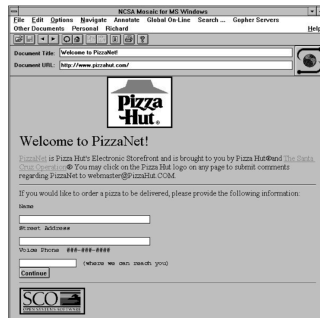 NCSA Mosaic for MS Windows
File Edit Options Navigate Annotate Global On-Line Search ... Gopher Servers
Other Documents Personal Richard Help
Document Title: Welcome to PizzaNet!
Document URL: http://www.pizzahut.com/
Pizza
Hut®
Welcome to PizzaNet!
PizzaNet is Pizza Hut's Electronic Storefront and is brought to you by Pizza Hut®and The Santa
Cruz Operation® You may click on the Pizza Hut logo on any page to submit comments
regarding PizzaNet to webmaster@PizzaHut.COM.
If you would like to order a pizza to be delivered, please provide the following information:
Name
Street Address
Voice Phone ###-###-####
(where we can reach you)
Continue
SCO
OPEN SYSTEMS SOFTWARE